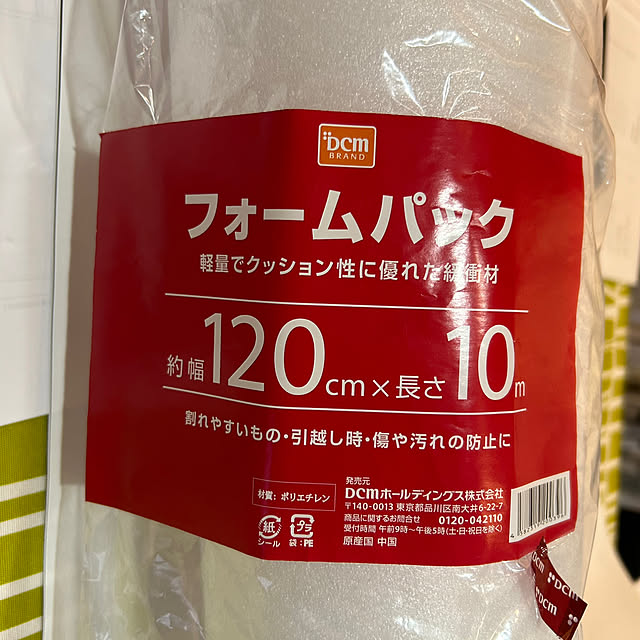 DCM
BRAND
フォームパック
軽量でクッション性に優れた緩衝材
約幅120cm×長さ10m
割れやすいもの・引越し時・傷や汚れの防止に
材質:ポリエチレン
発売元
DCMホールディングス株式会社
〒140-0013 東京都品川区南大井6-22-7
商品に関するお問合せ 0120-042110
受付時間 午前9時〜午後5時(土・日・祝日を除く)
原産国 中国
紙
シール
プラ
袋:PE
DCM
DCM